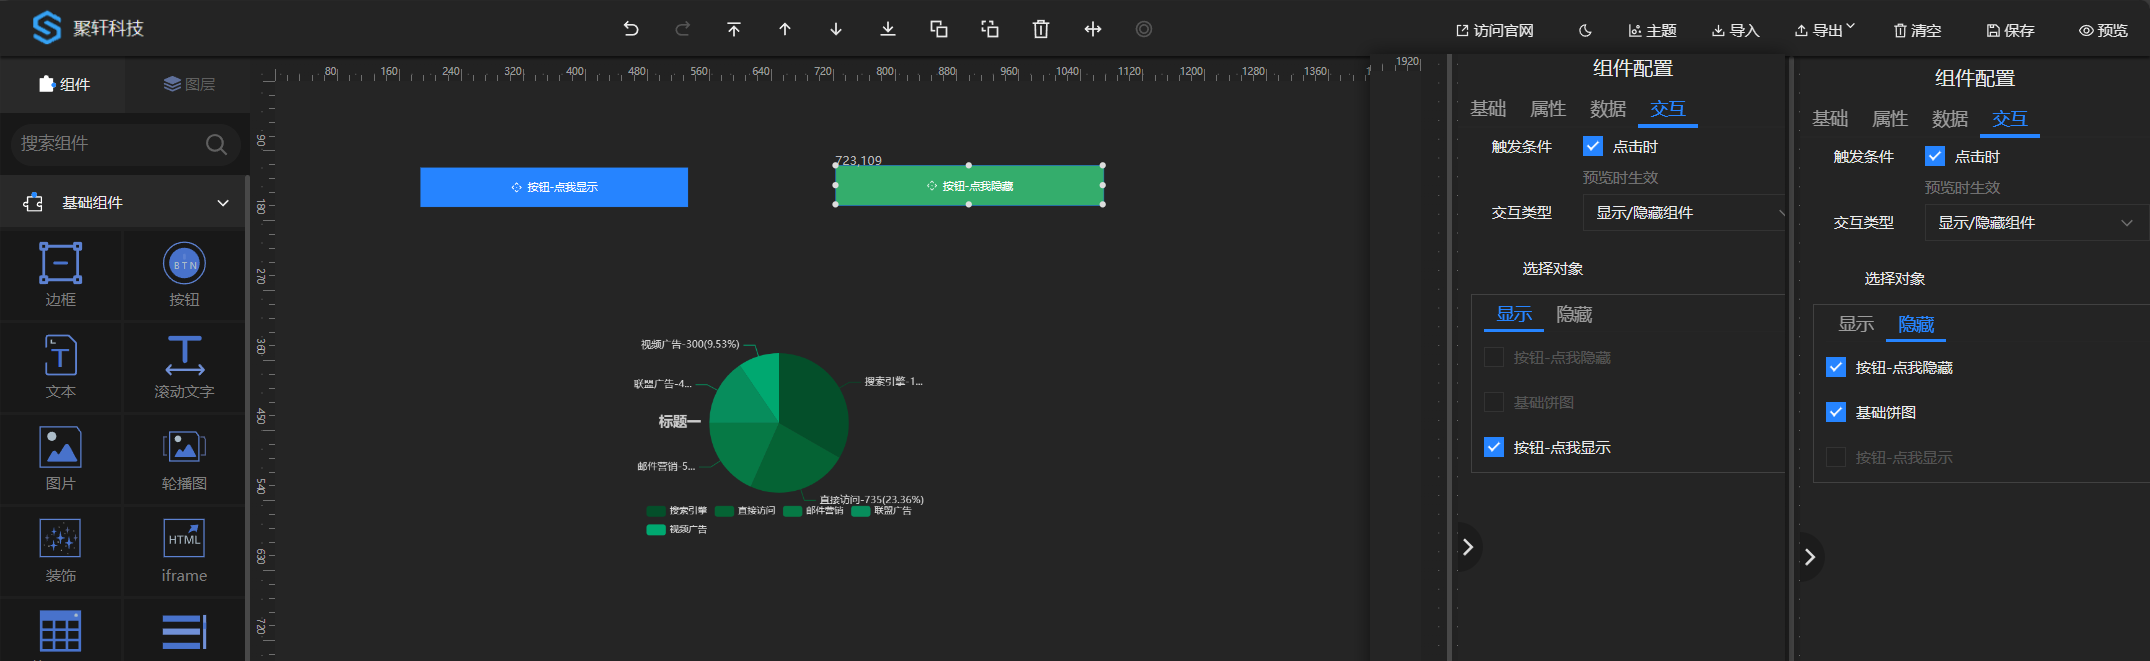 聚轩科技
访问官网
主题
导入
导出
清空
保存
预览
组件
图层
搜索组件
基础组件
边框
BTN
按钮
文本
滚动文字
图片
轮播图
装饰
HTML
iframe
80 160 240 320 400 480 560 640 720 800 880 960 1040 1120 1200 1280 1360 1920
90
180
270
360
450
540
630
720
按钮-点我显示
723,109
按钮-点我隐藏
视频广告-300(9.53%)
联盟广告-4...
搜索引擎-1...
标题一
邮件营销-5...
直接访问-735(23.36%)
搜索引擎 直接访问 邮件营销 联盟广告
视频广告
组件配置
基础 属性 数据 交互
触发条件 点击时
预览时生效
交互类型 显示/隐藏组件
选择对象
显示 隐藏
按钮-点我隐藏
基础饼图
按钮-点我显示
组件配置
基础 属性 数据 交互
触发条件 点击时
预览时生效
交互类型 显示/隐藏组件
选择对象
显示 隐藏
按钮-点我隐藏
基础饼图
按钮-点我显示